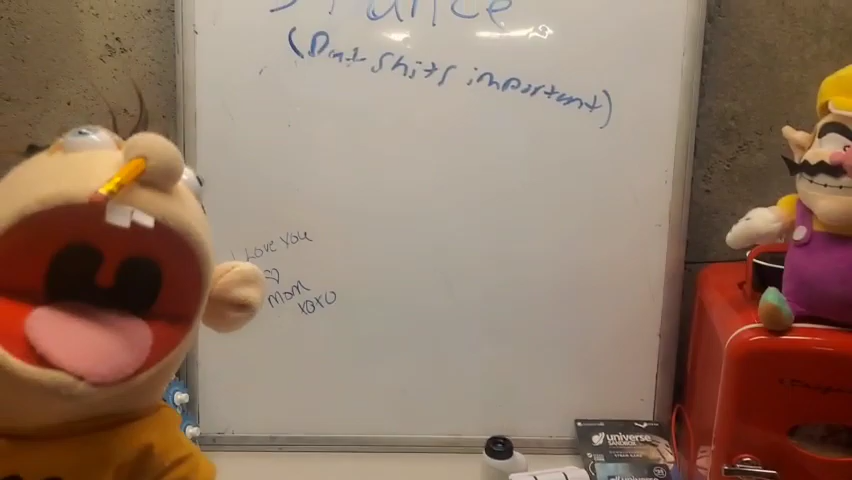 (Dat shits important)
I Love You
Mom
XOXO
universe
SANDBOX